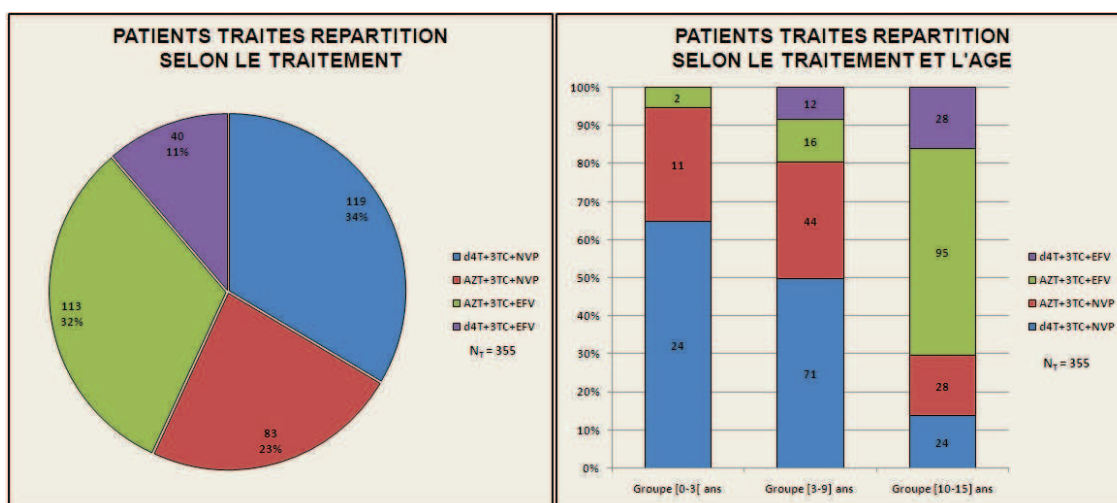 PATIENTS TRAITES REPARTITION
SELON LE TRAITEMENT
40
11%
119
34%
113
32%
83
23%
d4T+3TC+NVP
AZT+3TC+NVP
AZT+3TC+EFV
d4T+3TC+EFV
NT = 355
PATIENTS TRAITES REPARTITION
SELON LE TRAITEMENT ET L'AGE
100%
90%
80%
70%
60%
50%
40%
30%
20%
10%
0%
2
11
24
12
16
44
71
28
95
28
24
Groupe [0-3[ ans
Groupe [3-9] ans
Groupe [10-15] ans
d4T+3TC+EFV
AZT+3TC+EFV
AZT+3TC+NVP
d4T+3TC+NVP
NT = 355